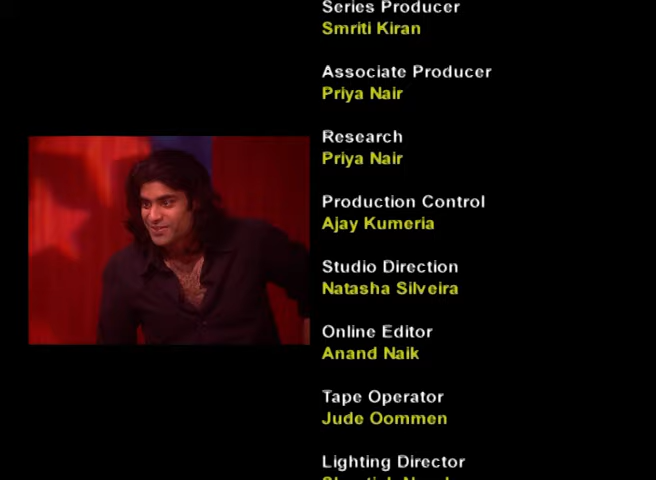 Series Producer
Smriti Kiran
Associate Producer
Priya Nair
Research
Priya Nair
Production Control
Ajay Kumeria
Studio Direction
Natasha Silveira
Online Editor
Anand Naik
Tape Operator
Jude Oommen
Lighting Director